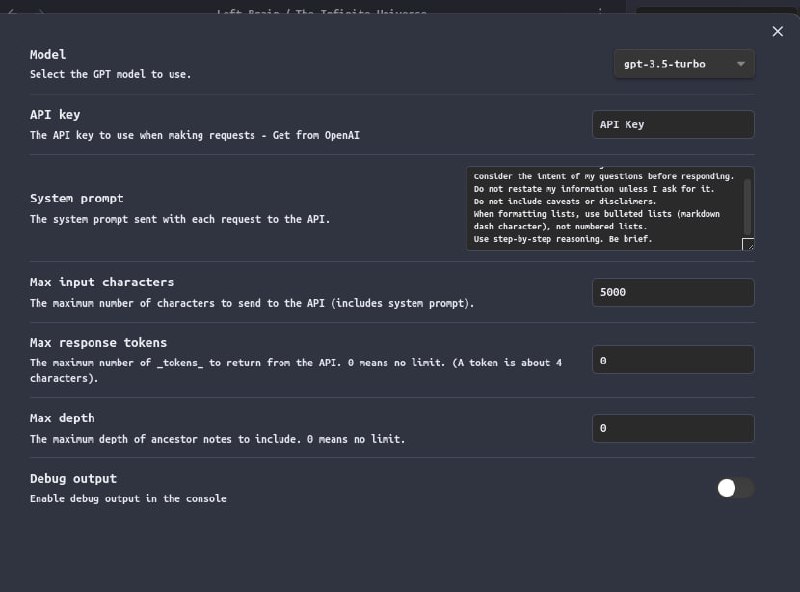 Left Brain / The Infinite Universe
Model
Select the GPT model to use.
gpt-3.5-turbo
API key
The API key to use when making requests - Get from OpenAI
API Key
System prompt
The system prompt sent with each request to the API.
consider the intent of my questions before responding.
Do not restate my information unless I ask for it.
Do not include caveats or disclaimers.
When formatting lists, use bulleted lists (markdown
dash character), not numbered lists.
Use step-by-step reasoning. Be brief.
Max input characters
The maximum number of characters to send to the API (includes system prompt).
5000
Max response tokens
The maximum number of _tokens_ to return from the API. 0 means no limit. (A token is about 4
characters).
0
Max depth
The maximum depth of ancestor notes to include. 0 means no limit.
0
Debug output
Enable debug output in the console